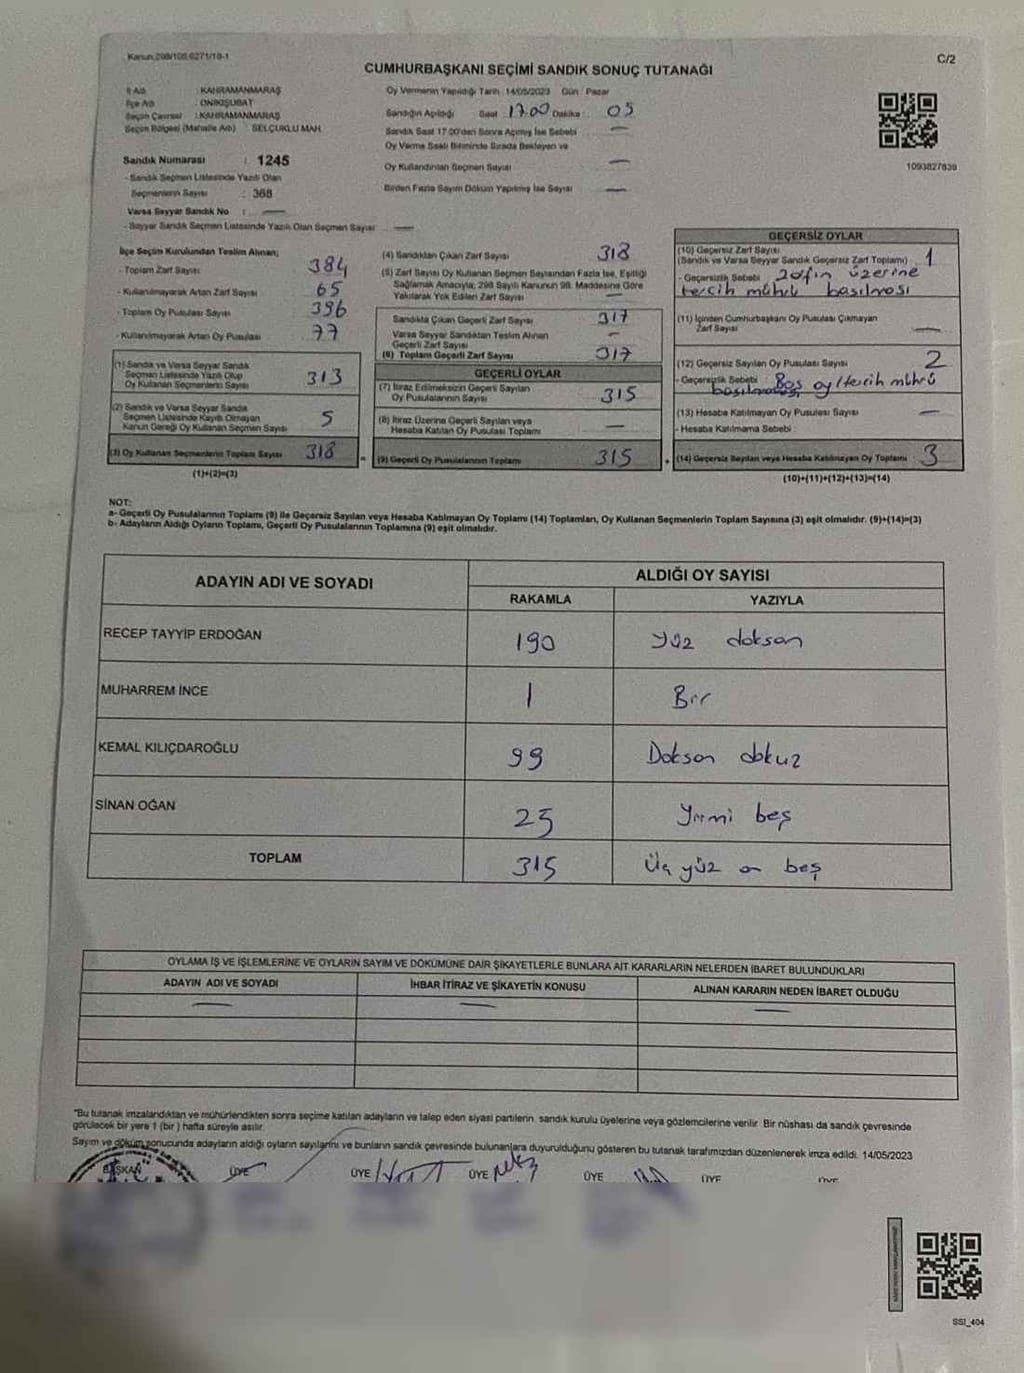 Kanun:298/108 6271/18-1
C/2
CUMHURBAŞKANI SEÇİMİ SANDIK SONUÇ TUTANAĞI
İl Adı : KAHRAMANMARAŞ
İlçe Adı : ONİKİŞUBAT
Seçim Çevresi : KAHRAMANMARAŞ
Seçim Bölgesi (Mahalle Adı) : SELÇUKLU MAH.
Sandık Numarası : 1245
- Sandık Seçmen Listesinde Yazılı Olan
Seçmenlerin Sayısı : 368
Varsa Seyyar Sandık No : —
- Seyyar Sandık Seçmen Listesinde Yazılı Olan Seçmen Sayısı —
Oy Vermenin Yapıldığı Tarih : 14/05/2023 Gün : Pazar
Sandığın Açıldığı Saat : 17.00 Dakika : 05
Sandık Saat 17:00'den Sonra Açılmış İse Sebebi —
Oy Verme Saati Bitiminde Sırada Bekleyen ve
Oy Kullandırılan Seçmen Sayısı —
Birden Fazla Sayım Döküm Yapılmış İse Sayısı —
1093827639
İlçe Seçim Kurulundan Teslim Alınan;
- Toplam Zarf Sayısı 384
- Kullanılmayarak Artan Zarf Sayısı 65
- Toplam Oy Pusulası Sayısı 396
- Kullanılmayarak Artan Oy Pusulası 77
(1) Sandık ve Varsa Seyyar Sandık
Seçmen Listesinde Yazılı Olup
Oy Kullanan Seçmenlerin Sayısı 313
(2) Sandık ve Varsa Seyyar Sandık
Seçmen Listesinde Kayıtlı Olmayan
Kanun Gereği Oy Kullanan Seçmen Sayısı 5
(3) Oy Kullanan Seçmenlerin Toplam Sayısı 318
(1)+(2)=(3)
(4) Sandıktan Çıkan Zarf Sayısı 318
(5) Zarf Sayısı Oy Kullanan Seçmen Sayısından Fazla İse, Eşitliği
Sağlamak Amacıyla; 298 Sayılı Kanunun 98. Maddesine Göre
Yakılarak Yok Edilen Zarf Sayısı —
Sandıkta Çıkan Geçerli Zarf Sayısı 317
Varsa Seyyar Sandıktan Teslim Alınan
Geçerli Zarf Sayısı —
(6) Toplam Geçerli Zarf Sayısı 317
GEÇERLİ OYLAR
(7) İtiraz Edilmeksizin Geçerli Sayılan
Oy Pusulalarının Sayısı 315
(8) İtiraz Üzerine Geçerli Sayılan veya
Hesaba Katılan Oy Pusulası Toplamı —
= (9) Geçerli Oy Pusulalarının Toplamı 315
GEÇERSİZ OYLAR
(10) Geçersiz Zarf Sayısı
(Sandık ve Varsa Seyyar Sandık Geçersiz Zarf Toplamı) 1
- Geçersizlik Sebebi : Zarfın üzerine
tercih mührü basılması
(11) İçinden Cumhurbaşkanı Oy Pusulası Çıkmayan
Zarf Sayısı —
(12) Geçersiz Sayılan Oy Pusulası Sayısı 2
- Geçersizlik Sebebi : Boş oy/tercih mührü
basılmamış
(13) Hesaba Katılmayan Oy Pusulası Sayısı —
- Hesaba Katılmama Sebebi :
+ (14) Geçersiz Sayılan veya Hesaba Katılmayan Oy Toplamı 3
(10)+(11)+(12)+(13)=(14)
NOT:
a- Geçerli Oy Pusulalarının Toplamı (9) ile Geçersiz Sayılan veya Hesaba Katılmayan Oy Toplamı (14) Toplamları, Oy Kullanan Seçmenlerin Toplam Sayısına (3) eşit olmalıdır. (9)+(14)=(3)
b- Adayların Aldığı Oyların Toplamı, Geçerli Oy Pusulalarının Toplamına (9) eşit olmalıdır.
ADAYIN ADI VE SOYADI ALDIĞI OY SAYISI
RAKAMLA YAZIYLA
RECEP TAYYİP ERDOĞAN 190 Yüz doksan
MUHARREM İNCE 1 Bir
KEMAL KILIÇDAROĞLU 99 Doksan dokuz
SİNAN OĞAN 25 Yirmi beş
TOPLAM 315 Üç yüz on beş
OYLAMA İŞ VE İŞLEMLERİNE VE OYLARIN SAYIM VE DÖKÜMÜNE DAİR ŞİKAYETLERLE BUNLARA AİT KARARLARIN NELERDEN İBARET BULUNDUKLARI
ADAYIN ADI VE SOYADI İHBAR İTİRAZ VE ŞİKAYETİN KONUSU ALINAN KARARIN NEDEN İBARET OLDUĞU
— — —
*Bu tutanak imzalandıktan ve mühürlendikten sonra seçime katılan adayların ve talep eden siyasi partilerin sandık kurulu üyelerine veya gözlemcilerine verilir. Bir nüshası da sandık çevresinde
görülecek bir yere 1 (bir) hafta süreyle asılır.
Sayım ve döküm sonucunda adayların aldığı oyların sayılarını ve bunların sandık çevresinde bulunanlara duyurulduğunu gösteren bu tutanak tarafımızdan düzenlenerek imza edildi. 14/05/2023
BAŞKAN ÜYE ÜYE ÜYE ÜYE ÜYE ÜYE
SSI_404